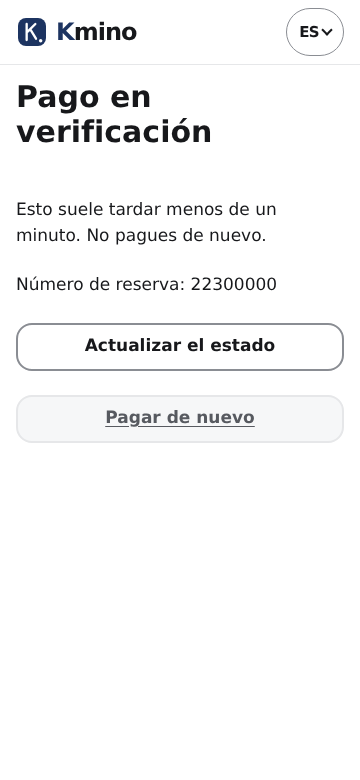 K. Kmino
ES
Pago en
verificación
Esto suele tardar menos de un
minuto. No pagues de nuevo.
Número de reserva: 22300000
Actualizar el estado
Pagar de nuevo